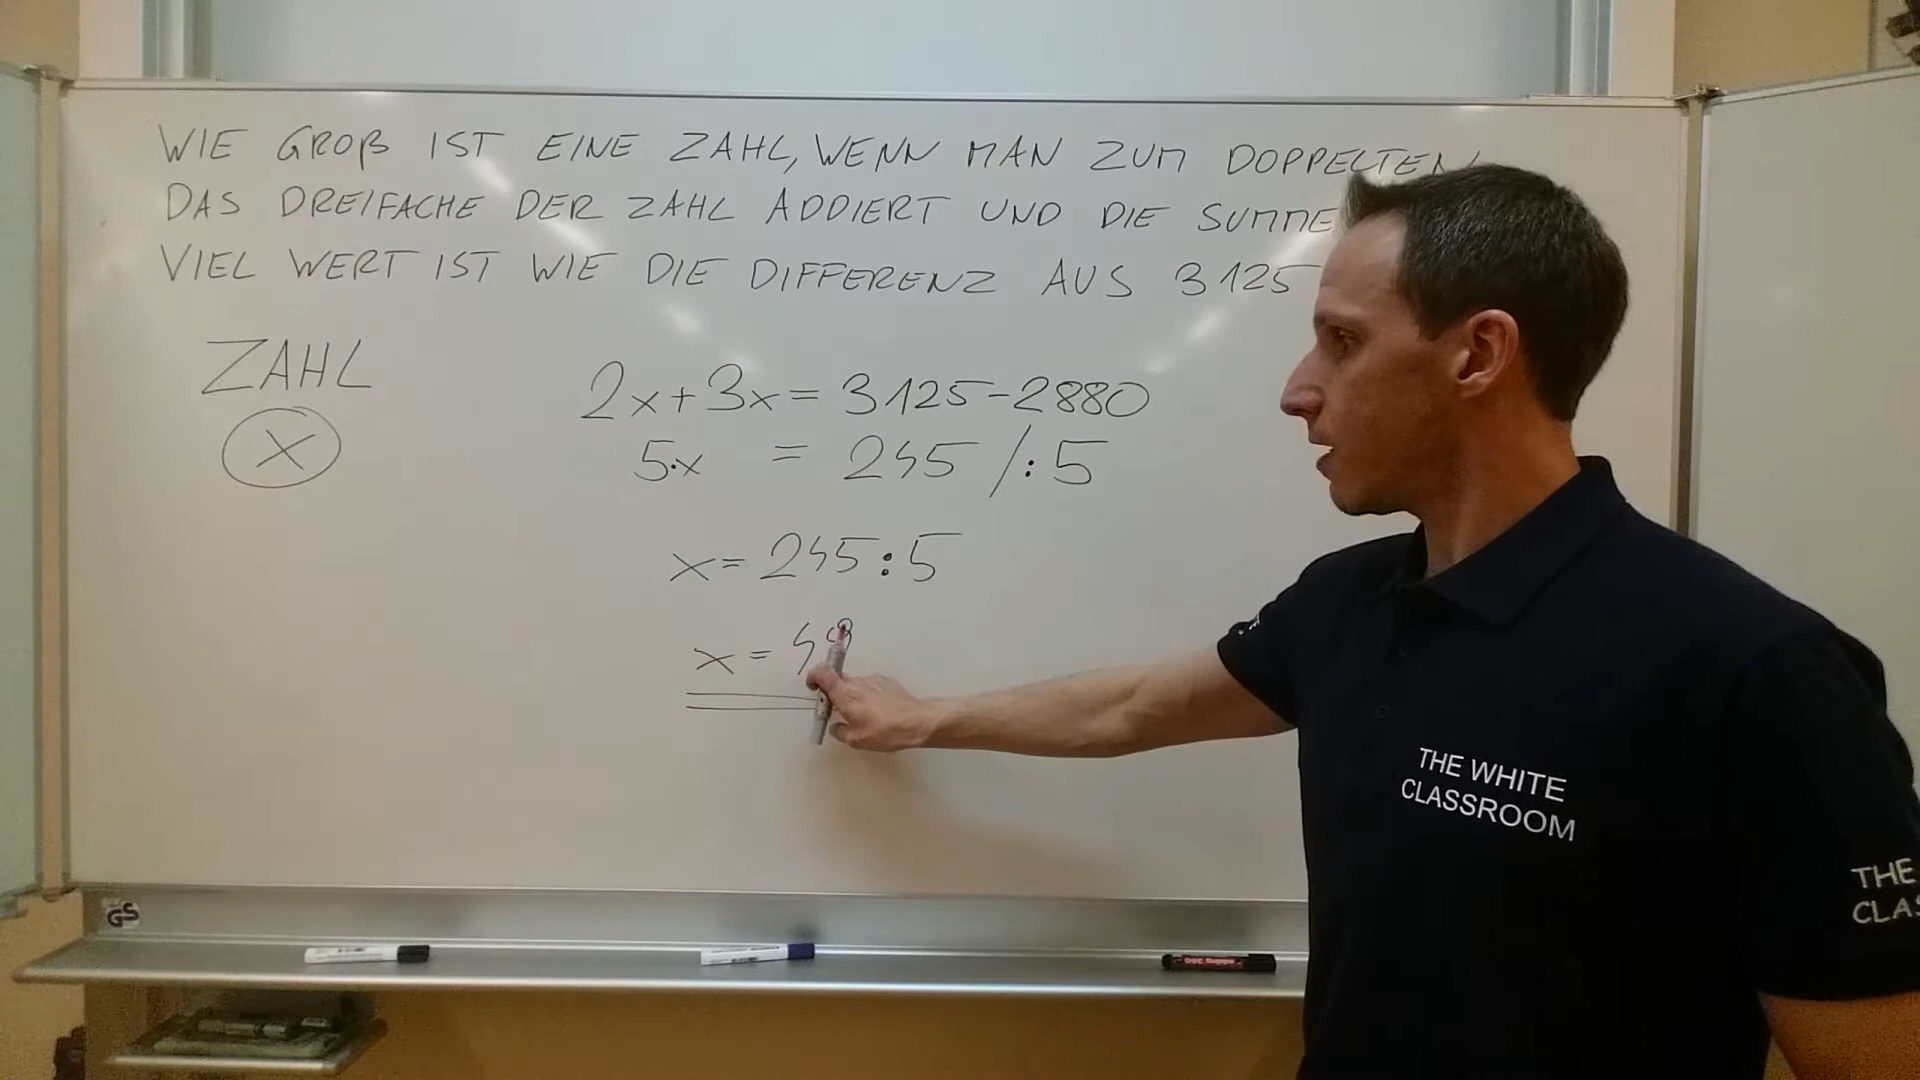 WIE GROß IST EINE ZAHL, WENN MAN ZUM DOPPELTEN
DAS DREIFACHE DER ZAHL ADDIERT UND DIE SUMME
VIEL WERT IST WIE DIE DIFFERENZ AUS 3125
ZAHL
x
2x+3x=3125-2880
5·x = 245 /:5
x=245:5
x = 49
THE WHITE
CLASSROOM
THE
GS